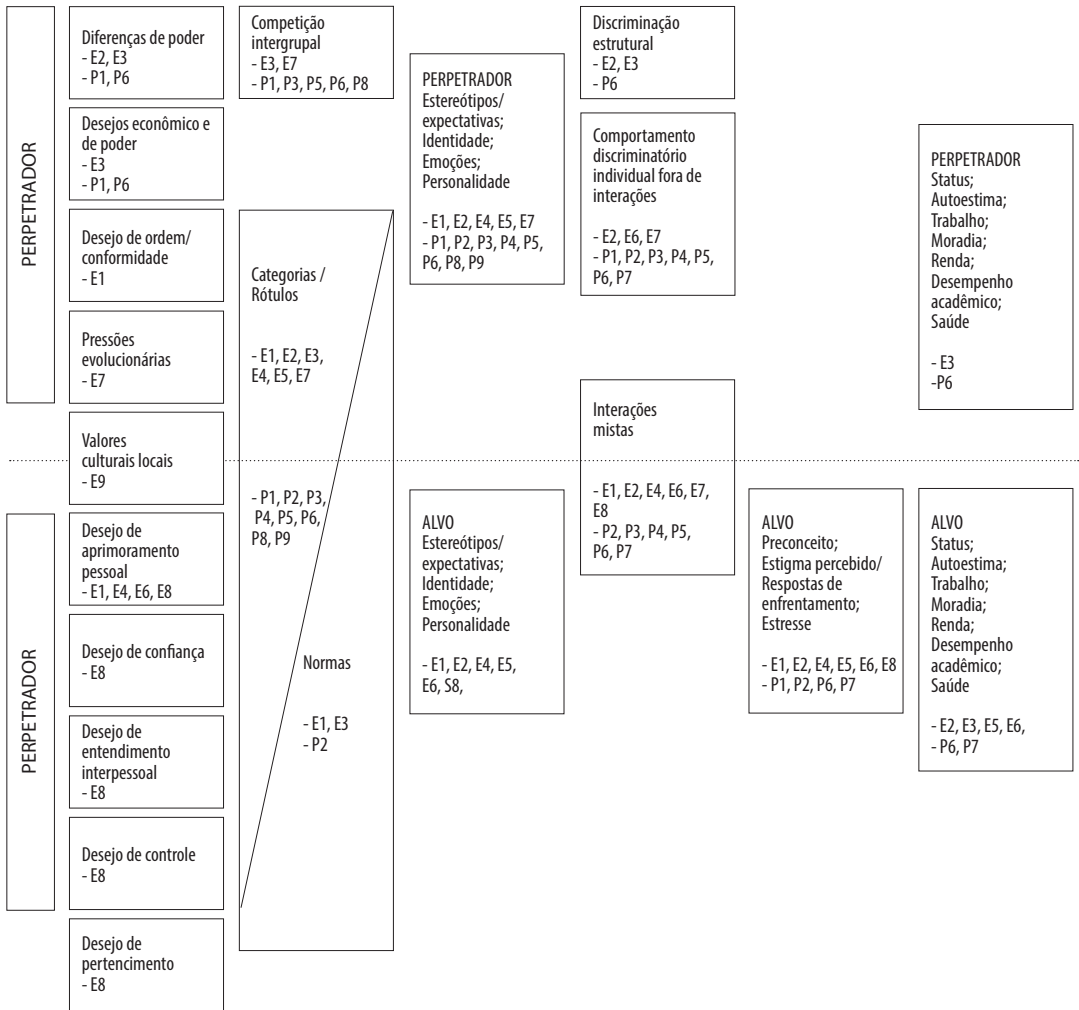 PERPETRADOR
PERPETRADOR
Diferenças de poder
- E2, E3
- P1, P6
Desejos econômico e
de poder
- E3
- P1, P6
Desejo de ordem/
conformidade
- E1
Pressões
evolucionárias
- E7
Valores
culturais locais
- E9
Desejo de
aprimoramento
pessoal
- E1, E4, E6, E8
Desejo de confiança
- E8
Desejo de
entendimento
interpessoal
- E8
Desejo de controle
- E8
Desejo de
pertencimento
- E8
Competição
intergrupal
- E3, E7
- P1, P3, P5, P6, P8
Categorias /
Rótulos
- E1, E2, E3,
E4, E5, E7
- P1, P2, P3,
P4, P5, P6,
P8, P9
Normas
- E1, E3
- P2
PERPETRADOR
Estereótipos/
expectativas;
Identidade;
Emoções;
Personalidade
- E1, E2, E4, E5, E7
- P1, P2, P3, P4, P5,
P6, P8, P9
ALVO
Estereótipos/
expectativas;
Identidade;
Emoções;
Personalidade
- E1, E2, E4, E5,
E6, S8,
Discriminação
estrutural
- E2, E3
- P6
Comportamento
discriminatório
individual fora de
interações
- E2, E6, E7
- P1, P2, P3, P4, P5,
P6, P7
Interações
mistas
- E1, E2, E4, E6, E7,
E8
- P2, P3, P4, P5,
P6, P7
ALVO
Preconceito;
Estigma percebido/
Respostas de
enfrentamento;
Estresse
- E1, E2, E4, E5, E6, E8
- P1, P2, P6, P7
PERPETRADOR
Status;
Autoestima;
Trabalho;
Moradia;
Renda;
Desempenho
acadêmico;
Saúde
- E3
-P6
ALVO
Status;
Autoestima;
Trabalho;
Moradia;
Renda;
Desempenho
acadêmico;
Saúde
- E2, E3, E5, E6,
- P6, P7